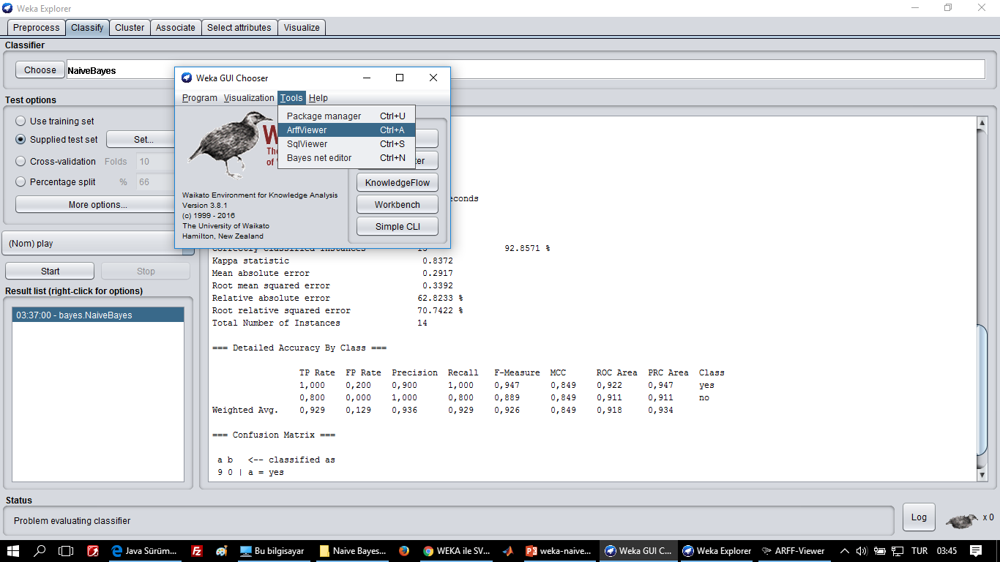 Weka Explorer
Preprocess Classify Cluster Associate Select attributes Visualize
Classifier
Choose NaiveBayes
Weka GUI Chooser
Program Visualization Tools Help
Package manager Ctrl+U
ArffViewer Ctrl+A
SqlViewer Ctrl+S
Bayes net editor Ctrl+N
KnowledgeFlow
Workbench
Simple CLI
Waikato Environment for Knowledge Analysis
Version 3.8.1
(c) 1999 - 2016
The University of Waikato
Hamilton, New Zealand
Test options
Use training set
Supplied test set Set...
Cross-validation Folds 10
Percentage split % 66
More options...
(Nom) play
Start Stop
Result list (right-click for options)
03:37:00 - bayes.NaiveBayes
econds
Correctly Classified Instances 13 92.8571 %
Kappa statistic 0.8372
Mean absolute error 0.2917
Root mean squared error 0.3392
Relative absolute error 62.8233 %
Root relative squared error 70.7422 %
Total Number of Instances 14
=== Detailed Accuracy By Class ===
TP Rate FP Rate Precision Recall F-Measure MCC ROC Area PRC Area Class
1,000 0,200 0,900 1,000 0,947 0,849 0,922 0,947 yes
0,800 0,000 1,000 0,800 0,889 0,849 0,911 0,911 no
Weighted Avg. 0,929 0,129 0,936 0,929 0,926 0,849 0,918 0,934
=== Confusion Matrix ===
a b <-- classified as
9 0 | a = yes
Status
Problem evaluating classifier
Log x 0
Java Sürüm... Bu bilgisayar Naive Bayes... WEKA ile SV... weka-naive... Weka GUI C... Weka Explorer ARFF-Viewer TUR 03:45